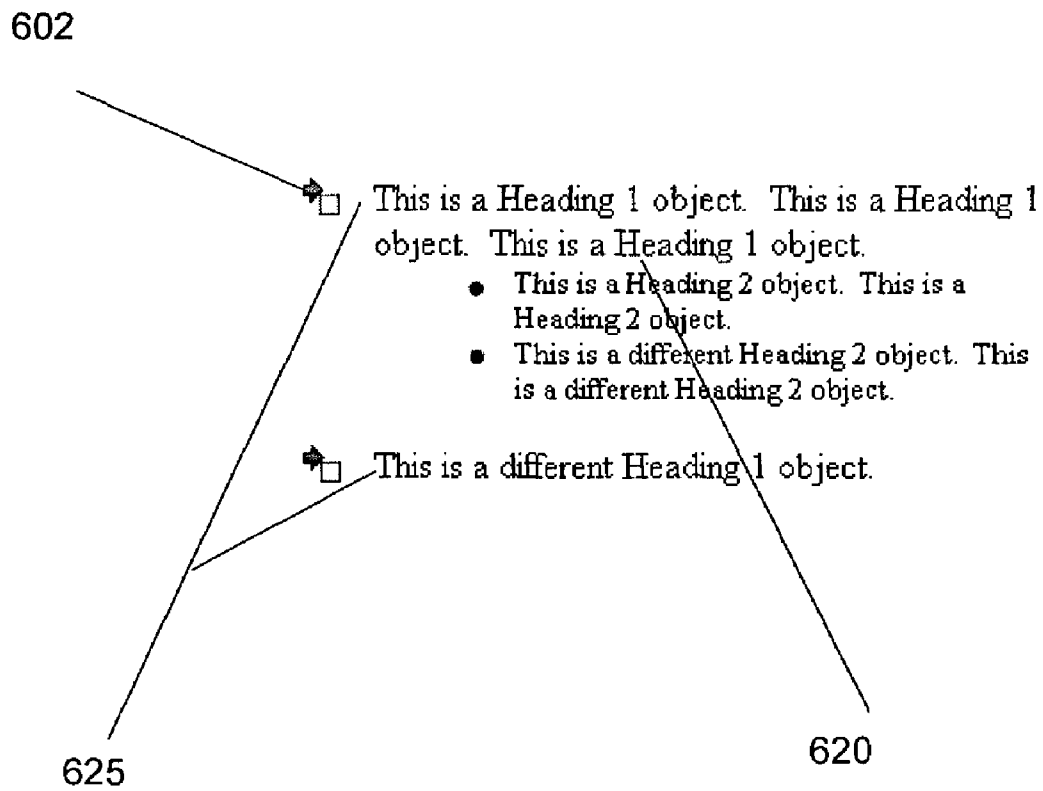 602
This is a Heading 1 object. This is a Heading 1
object. This is a Heading 1 object.
• This is a Heading 2 object. This is a
Heading 2 object.
• This is a different Heading 2 object. This
is a different Heading 2 object.
This is a different Heading 1 object.
620
625